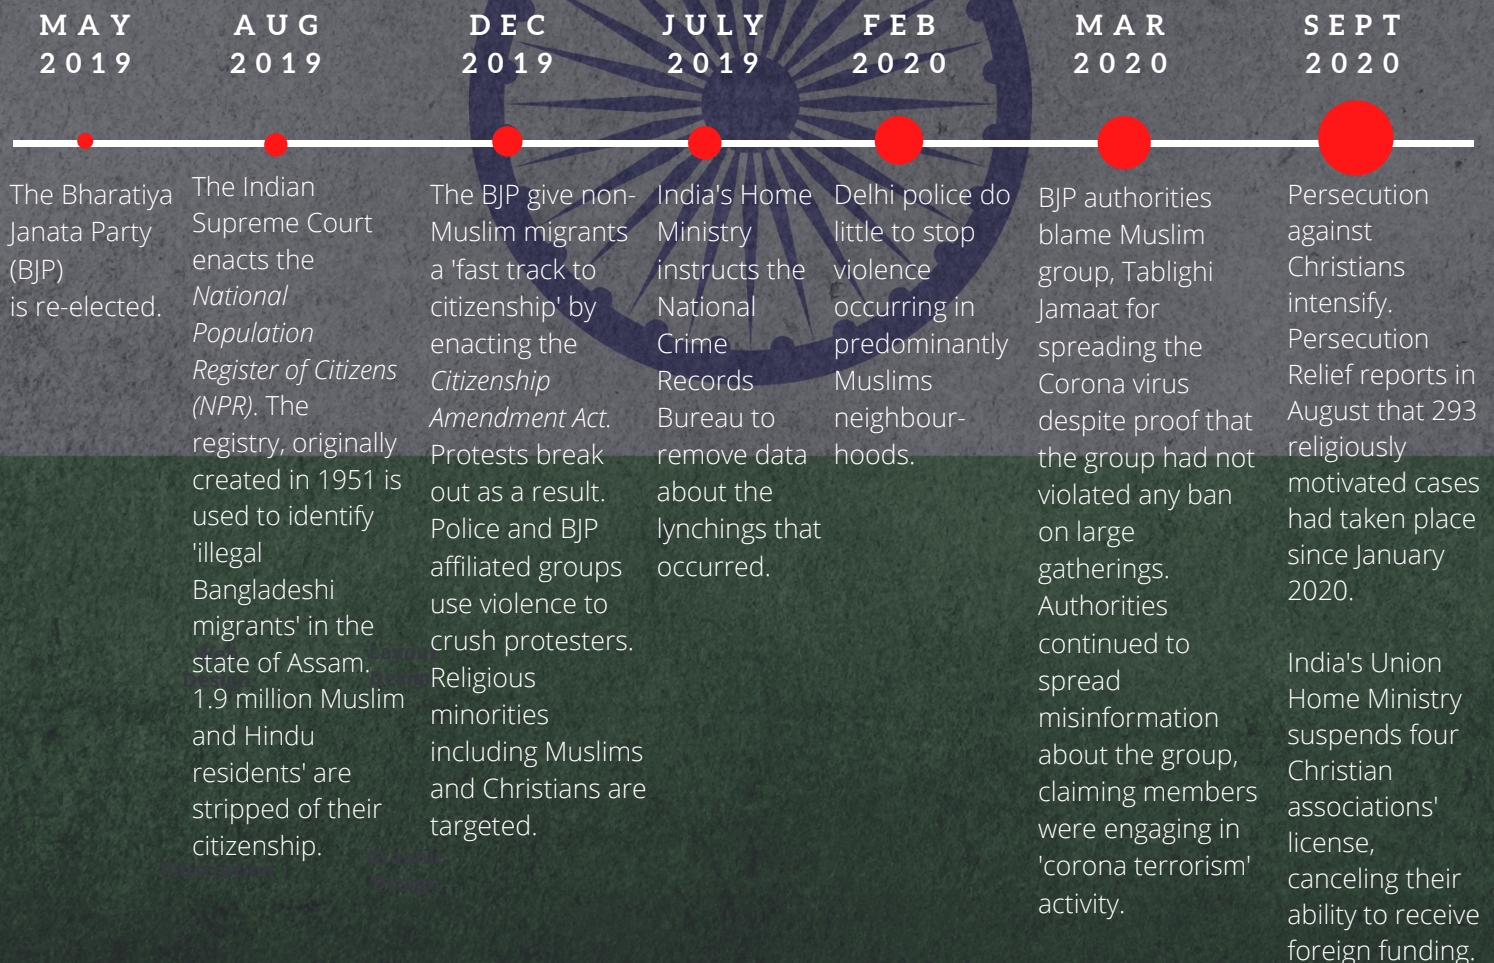 MAY
2019
The Bharatiya
Janata Party
(BJP)
is re-elected.
AUG
2019
The Indian
Supreme Court
enacts the
National
Population
Register of Citizens
(NPR). The
registry, originally
created in 1951 is
used to identify
'illegal
Bangladeshi
migrants' in the
state of Assam.
1.9 million Muslim
and Hindu
residents' are
stripped of their
citizenship.
DEC
2019
The BJP give non-
Muslim migrants
a 'fast track to
citizenship' by
enacting the
Citizenship
Amendment Act.
Protests break
out as a result.
Police and BJP
affiliated groups
use violence to
crush protesters.
Religious
minorities
including Muslims
and Christians are
targeted.
JULY
2019
India's Home
Ministry
instructs the
National
Crime
Records
Bureau to
remove data
about the
lynchings that
occurred.
FEB
2020
Delhi police do
little to stop
violence
occurring in
predominantly
Muslims
neighbour-
hoods.
MAR
2020
BJP authorities
blame Muslim
group, Tablighi
Jamaat for
spreading the
Corona virus
despite proof that
the group had not
violated any ban
on large
gatherings.
Authorities
continued to
spread
misinformation
about the group,
claiming members
were engaging in
'corona terrorism'
activity.
SEPT
2020
Persecution
against
Christians
intensify.
Persecution
Relief reports in
August that 293
religiously
motivated cases
had taken place
since January
2020.
India's Union
Home Ministry
suspends four
Christian
associations'
license,
canceling their
ability to receive
foreign funding.